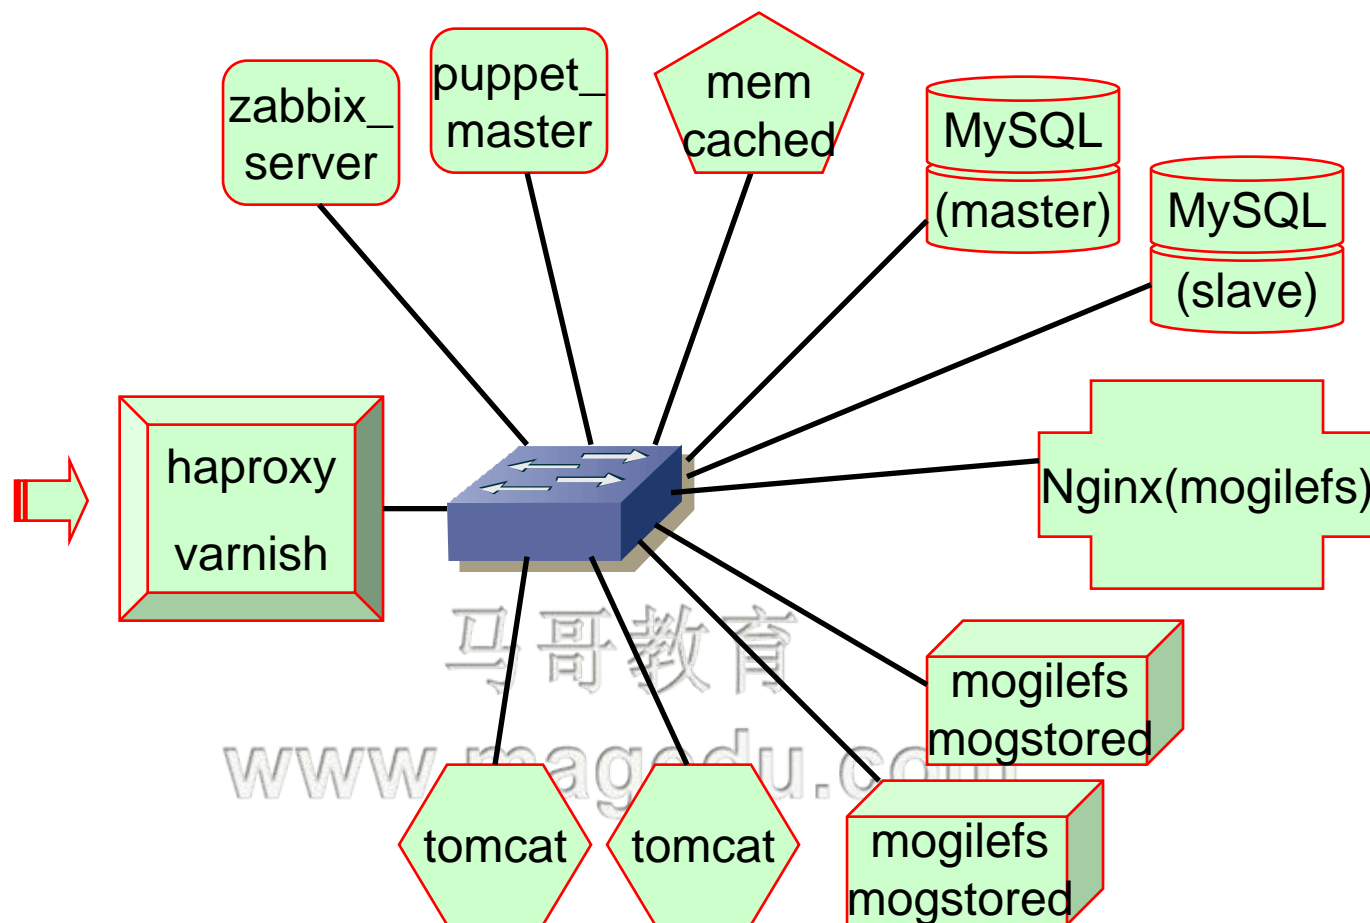 zabbix_
server
puppet_
master
mem
cached
MySQL
(master)
MySQL
(slave)
haproxy
varnish
Nginx(mogilefs)
马哥教育
www.magedu.com
mogilefs
mogstored
tomcat
tomcat
mogilefs
mogstored